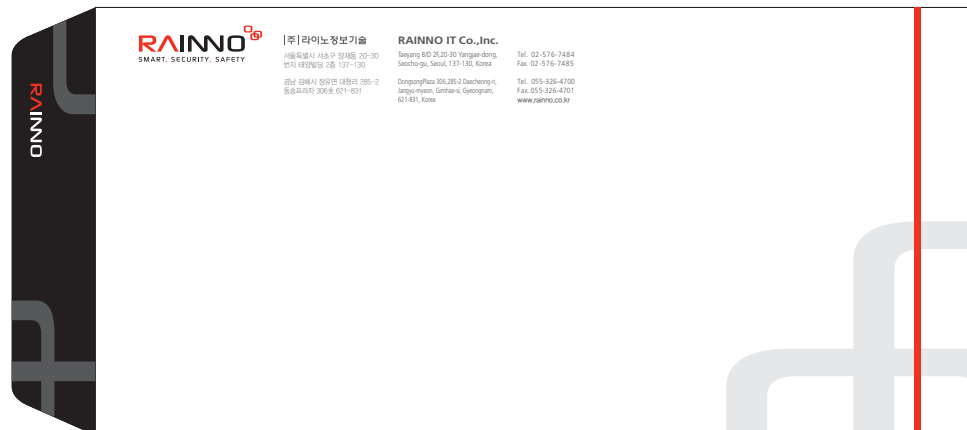 RAINNO
RAINNO
SMART, SECURITY, SAFETY
|주|라이노정보기술
서울특별시 서초구 양재동 20-30
번지 태양빌딩 2층 137-130
경남 김해시 장유면 대청리 285-2
동송프라자 306호 621-831
RAINNO IT Co.,Inc.
Taeyang B/D 2F,20-30 Yangjae-dong,
Seocho-gu, Seoul, 137-130, Korea
DongsongPlaza 306,285-2 Daecheong-ri,
Jangyu-myeon, Gimhae-si, Gyeongnam,
621-831, Korea
Tel. 02-576-7484
Fax. 02-576-7485
Tel. 055-326-4700
Fax.055-326-4701
www.rainno.co.kr